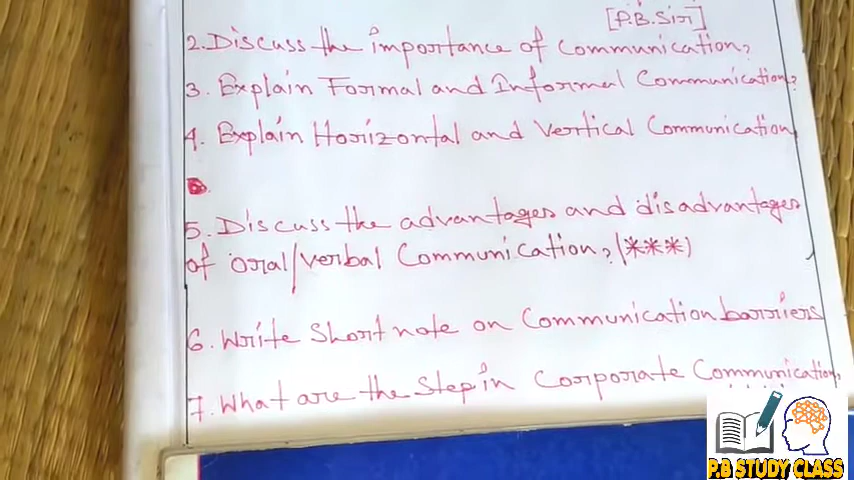 [P.B.Sir]
2. Discuss the importance of communication?
3. Explain Formal and Informal Communication?
4. Explain Horizontal and Vertical Communication
5. Discuss the advantages and disadvantages
of oral/verbal Communication? (***)
6. Write Short note on Communication barriers
7. What are the Step in Corporate Communication?
P.B STUDY CLASS